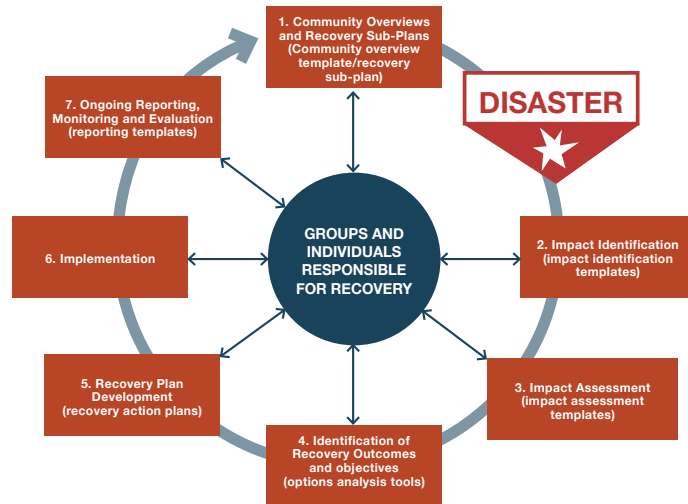 1. Community Overviews
and Recovery Sub-Plans
(Community overview
template/recovery
sub-plan)
DISASTER
7. Ongoing Reporting,
Monitoring and Evaluation
(reporting templates)
GROUPS AND
INDIVIDUALS
RESPONSIBLE
FOR RECOVERY
2. Impact Identification
(impact identification
templates)
6. Implementation
3. Impact Assessment
(impact assessment
templates)
5. Recovery Plan
Development
(recovery action plans)
4. Identification of
Recovery Outcomes
and objectives
(options analysis tools)